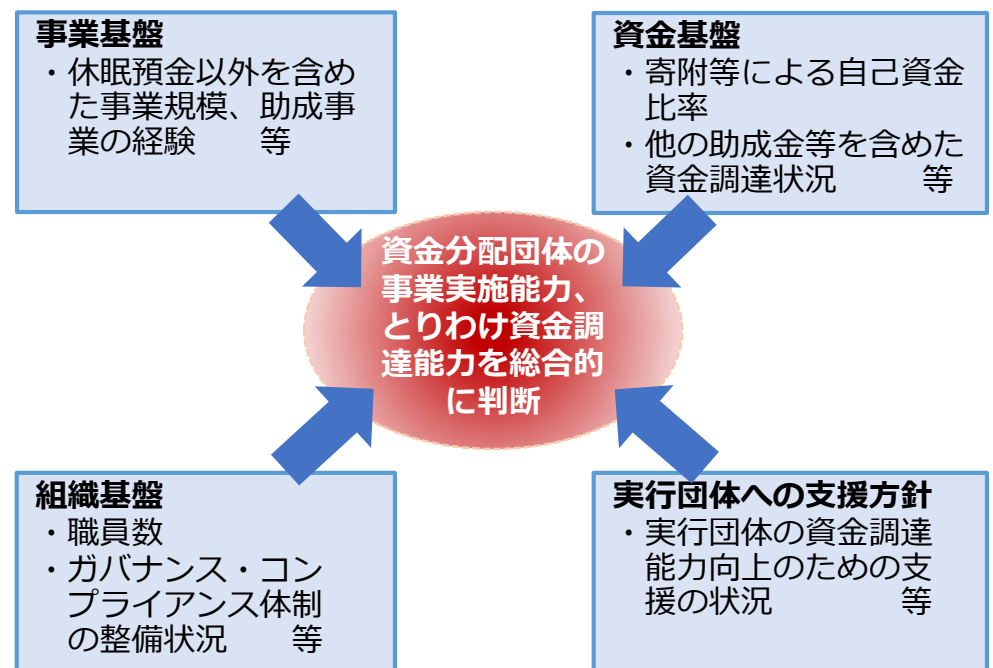 事業基盤
・休眠預金以外を含め
た事業規模、助成事
業の経験　　等
資金基盤
・寄附等による自己資金
比率
・他の助成金等を含めた
資金調達状況　　　等
資金分配団体の
事業実施能力、
とりわけ資金調
達能力を総合的
に判断
組織基盤
・職員数
・ガバナンス・コン
プライアンス体制
の整備状況　　等
実行団体への支援方針
・実行団体の資金調達
能力向上のための支
援の状況　　　　等